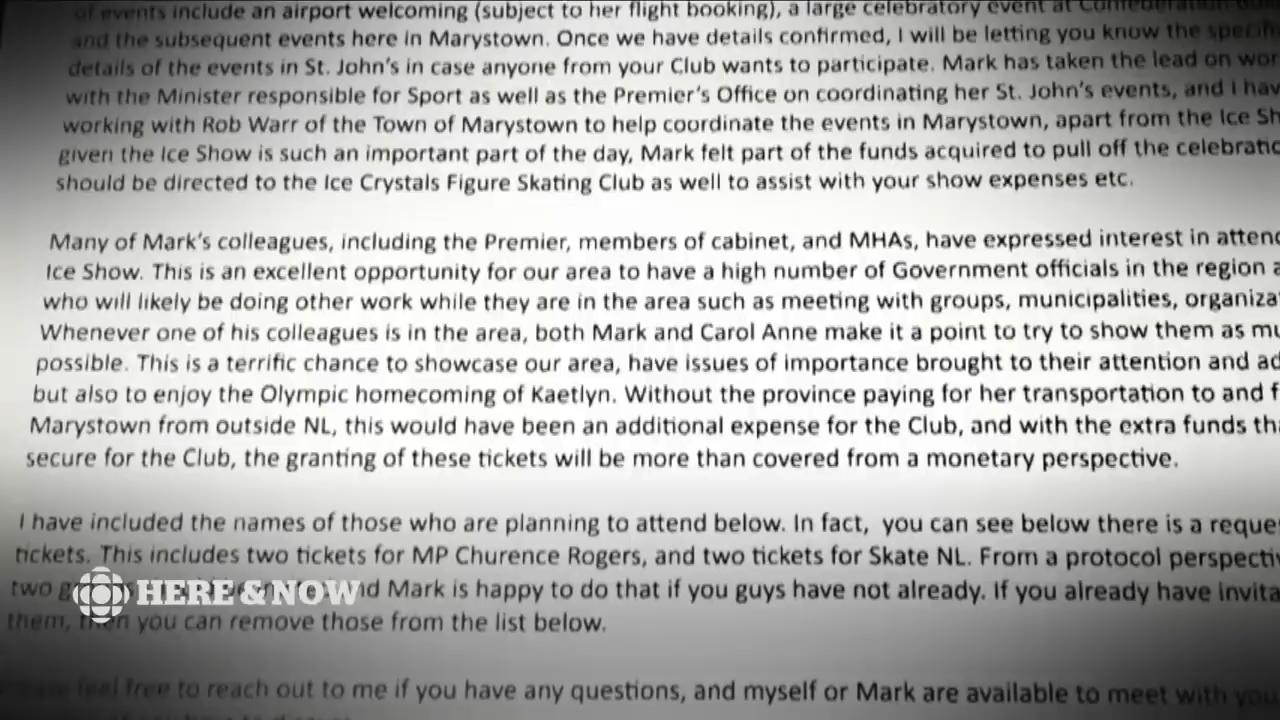 of events include an airport welcoming (subject to her flight booking), a large celebratory event at
and the subsequent events here in Marystown. Once we have details confirmed, I will be letting you know the
details of the events in St. John's in case anyone from your Club wants to participate. Mark has taken the lead on
with the Minister responsible for Sport as well as the Premier's Office on coordinating her St. John's events, and I
working with Rob Warr of the Town of Marystown to help coordinate the events in Marystown, apart from the Ice
given the Ice Show is such an important part of the day, Mark felt part of the funds acquired to pull off the
should be directed to the Ice Crystals Figure Skating Club as well to assist with your show expenses etc.
Many of Mark's colleagues, including the Premier, members of cabinet, and MHAs, have expressed interest in
Ice Show. This is an excellent opportunity for our area to have a high number of Government officials in the region
who will likely be doing other work while they are in the area such as meeting with groups, municipalities,
Whenever one of his colleagues is in the area, both Mark and Carol Anne make it a point to try to show them as
possible. This is a terrific chance to showcase our area, have issues of importance brought to their attention and
but also to enjoy the Olympic homecoming of Kaetlyn. Without the province paying for her transportation to and
Marystown from outside NL, this would have been an additional expense for the Club, and with the extra funds
secure for the Club, the granting of these tickets will be more than covered from a monetary perspective.
I have included the names of those who are planning to attend below. In fact, you can see below there is a
tickets. This includes two tickets for MP Churence Rogers, and two tickets for Skate NL. From a protocol
two and Mark is happy to do that if you guys have not already. If you already have
HERE & NOW
them, then you can remove those from the list below.
feel free to reach out to me if you have any questions, and myself or Mark are available to meet with you